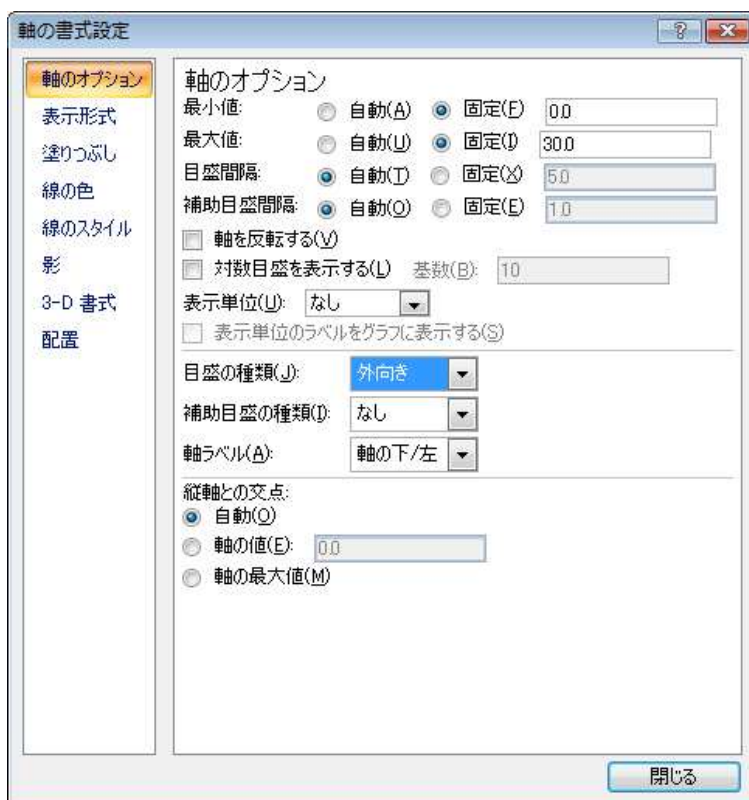 軸の書式設定
軸のオプション
表示形式
塗りつぶし
線の色
線のスタイル
影
3-D 書式
配置
軸のオプション
最小値: 自動(A) 固定(F) 0.0
最大値: 自動(U) 固定(I) 30.0
目盛間隔: 自動(T) 固定(X) 5.0
補助目盛間隔: 自動(O) 固定(E) 1.0
軸を反転する(V)
対数目盛を表示する(L) 基数(B): 10
表示単位(U): なし
表示単位のラベルをグラフに表示する(S)
目盛の種類(J): 外向き
補助目盛の種類(I): なし
軸ラベル(A): 軸の下/左
縦軸との交点:
自動(O)
軸の値(E): 0.0
軸の最大値(M)
閉じる